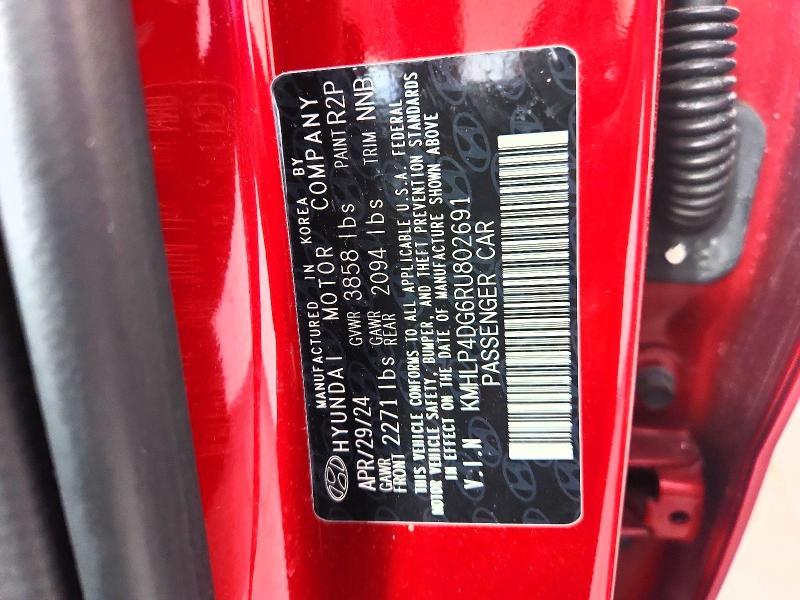 MANUFACTURED IN KOREA BY
HYUNDAI MOTOR COMPANY
APR/29/24 GVWR 3858 lbs PAINT R2P
GAWR FRONT 2271 lbs GAWR REAR 2094 lbs TRIM NNB
THIS VEHICLE CONFORMS TO ALL APPLICABLE U.S.A. FEDERAL
MOTOR VEHICLE SAFETY, BUMPER, AND THEFT PREVENTION STANDARDS
IN EFFECT ON THE DATE OF MANUFACTURE SHOWN ABOVE
V.I.N KMHLP4DG6RU802691
PASSENGER CAR